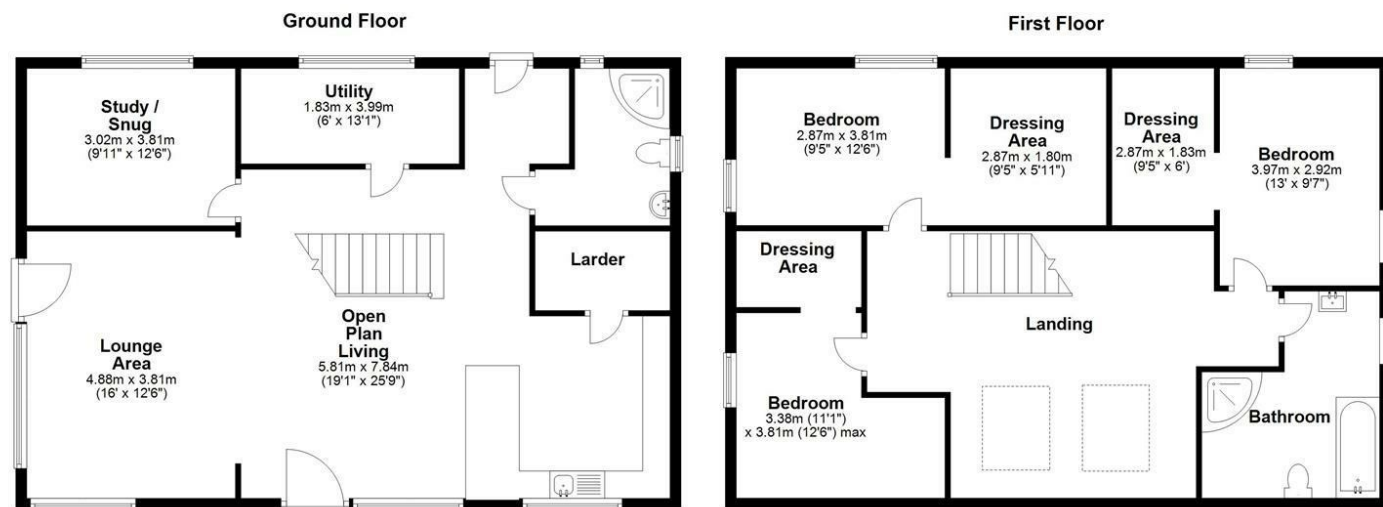 Ground Floor
Study /
Snug
3.02m x 3.81m
(9'11" x 12'6")
Utility
1.83m x 3.99m
(6' x 13'1")
Larder
Lounge
Area
4.88m x 3.81m
(16' x 12'6")
Open
Plan
Living
5.81m x 7.84m
(19'1" x 25'9")
First Floor
Bedroom
2.87m x 3.81m
(9'5" x 12'6")
Dressing
Area
2.87m x 1.80m
(9'5" x 5'11")
Dressing
Area
2.87m x 1.83m
(9'5" x 6')
Bedroom
3.97m x 2.92m
(13' x 9'7")
Dressing
Area
Landing
Bedroom
3.38m (11'1")
x 3.81m (12'6") max
Bathroom